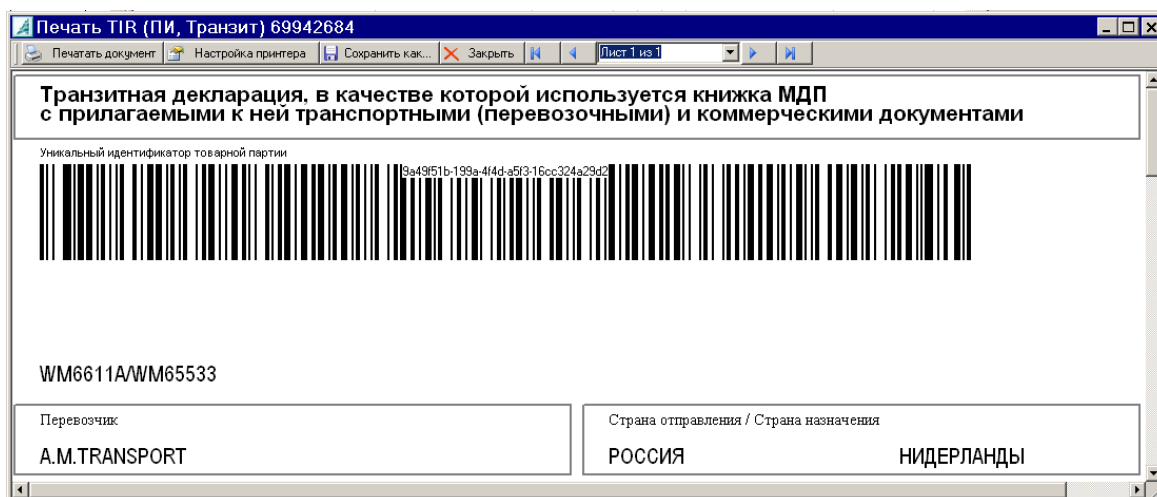 Печать TIR (ПИ, Транзит) 69942684
Печатать документ Настройка принтера Сохранить как... Закрыть Лист 1 из 1
Транзитная декларация, в качестве которой используется книжка МДП
с прилагаемыми к ней транспортными (перевозочными) и коммерческими документами
Уникальный идентификатор товарной партии
9a49f51b-199a-4f4d-a5f3-16cc324a29d2
WM6611A/WM65533
Перевозчик Страна отправления / Страна назначения
A.M.TRANSPORT РОССИЯ НИДЕРЛАНДЫ